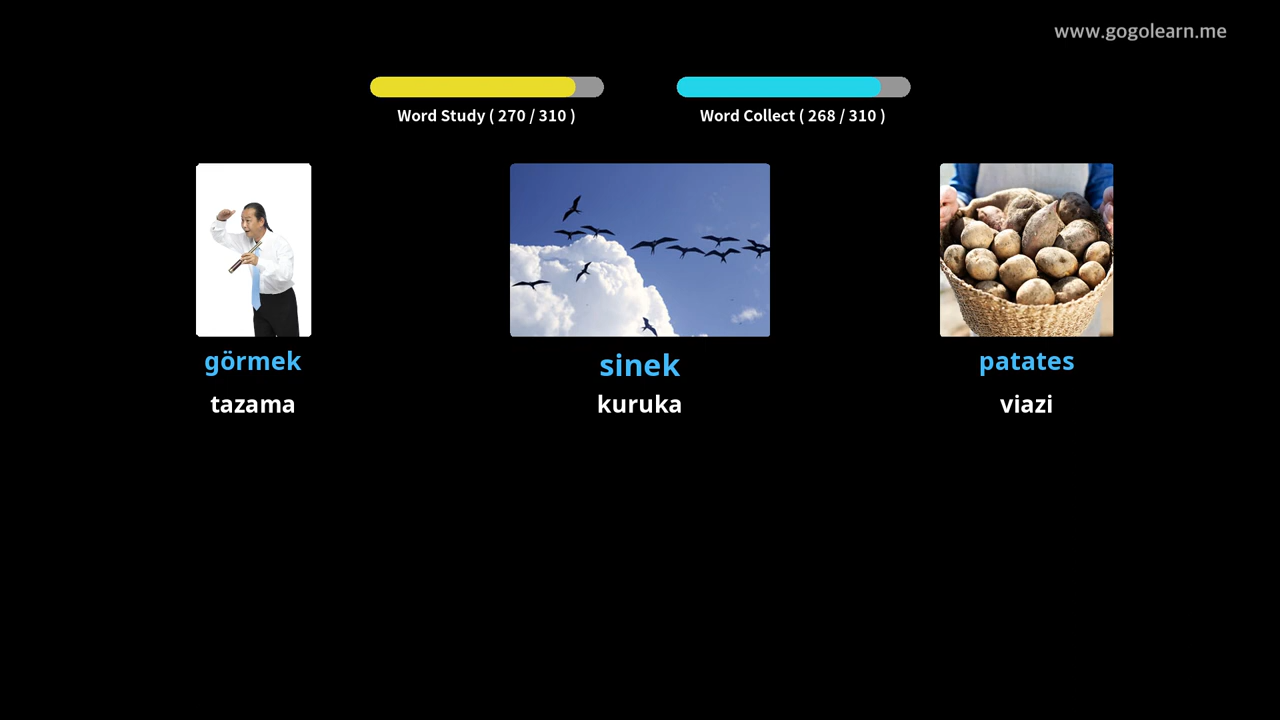 www.gogolearn.me
Word Study ( 270 / 310 )
Word Collect ( 268 / 310 )
görmek
sinek
patates
tazama
kuruka
viazi